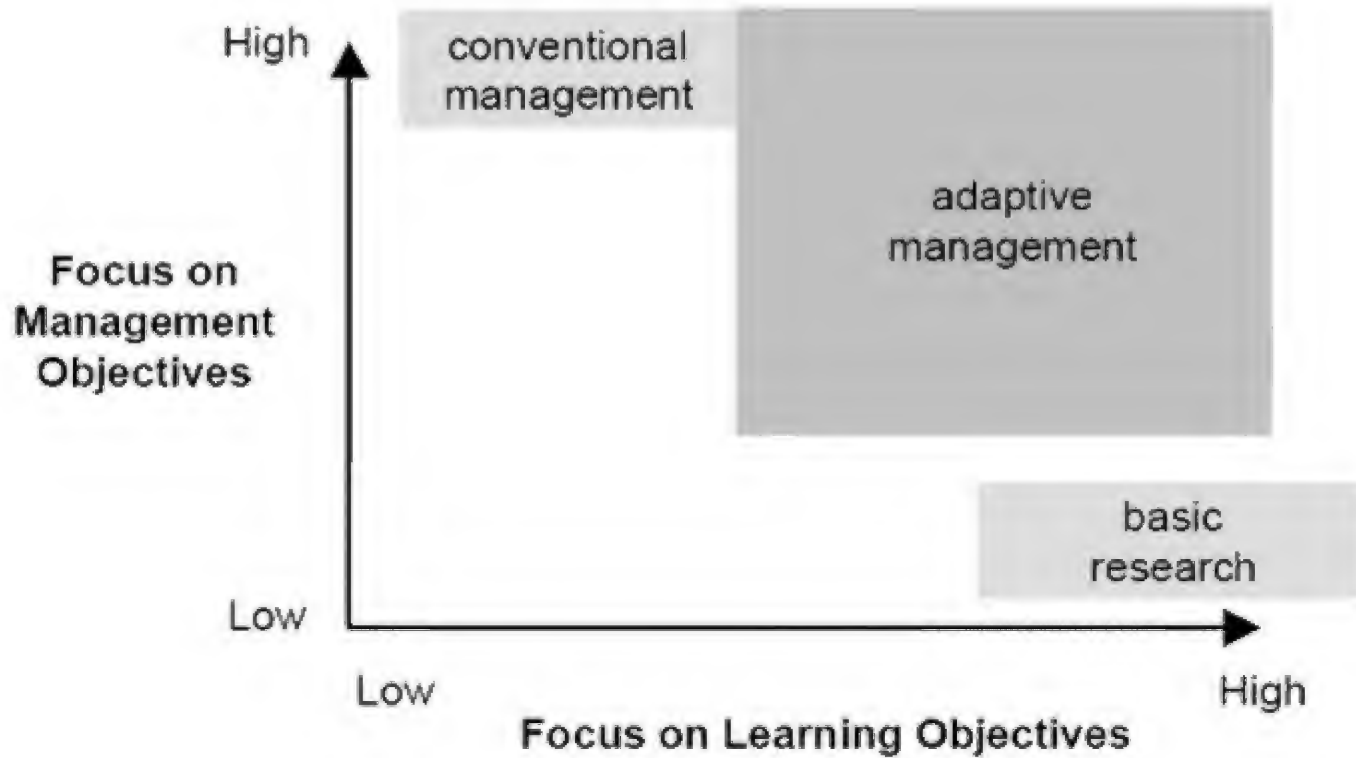 High
conventional
management
adaptive
management
Focus on
Management
Objectives
basic
research
Low
Low
High
Focus on Learning Objectives